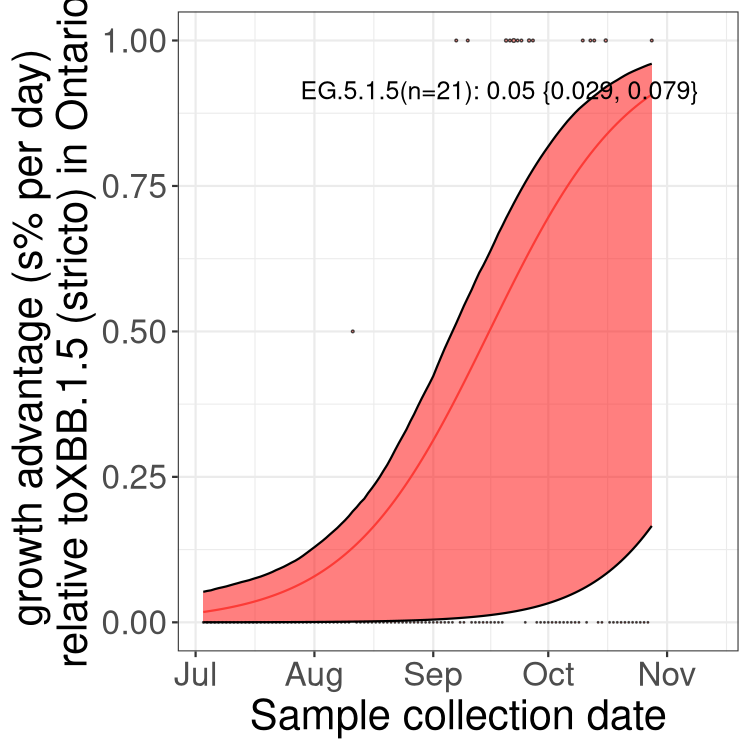 growth advantage (s% per day)
relative toXBB.1.5 (stricto) in Ontario
1.00
0.75
0.50
0.25
0.00
EG.5.1.5(n=21): 0.05 {0.029, 0.079}
Jul Aug Sep Oct Nov
Sample collection date